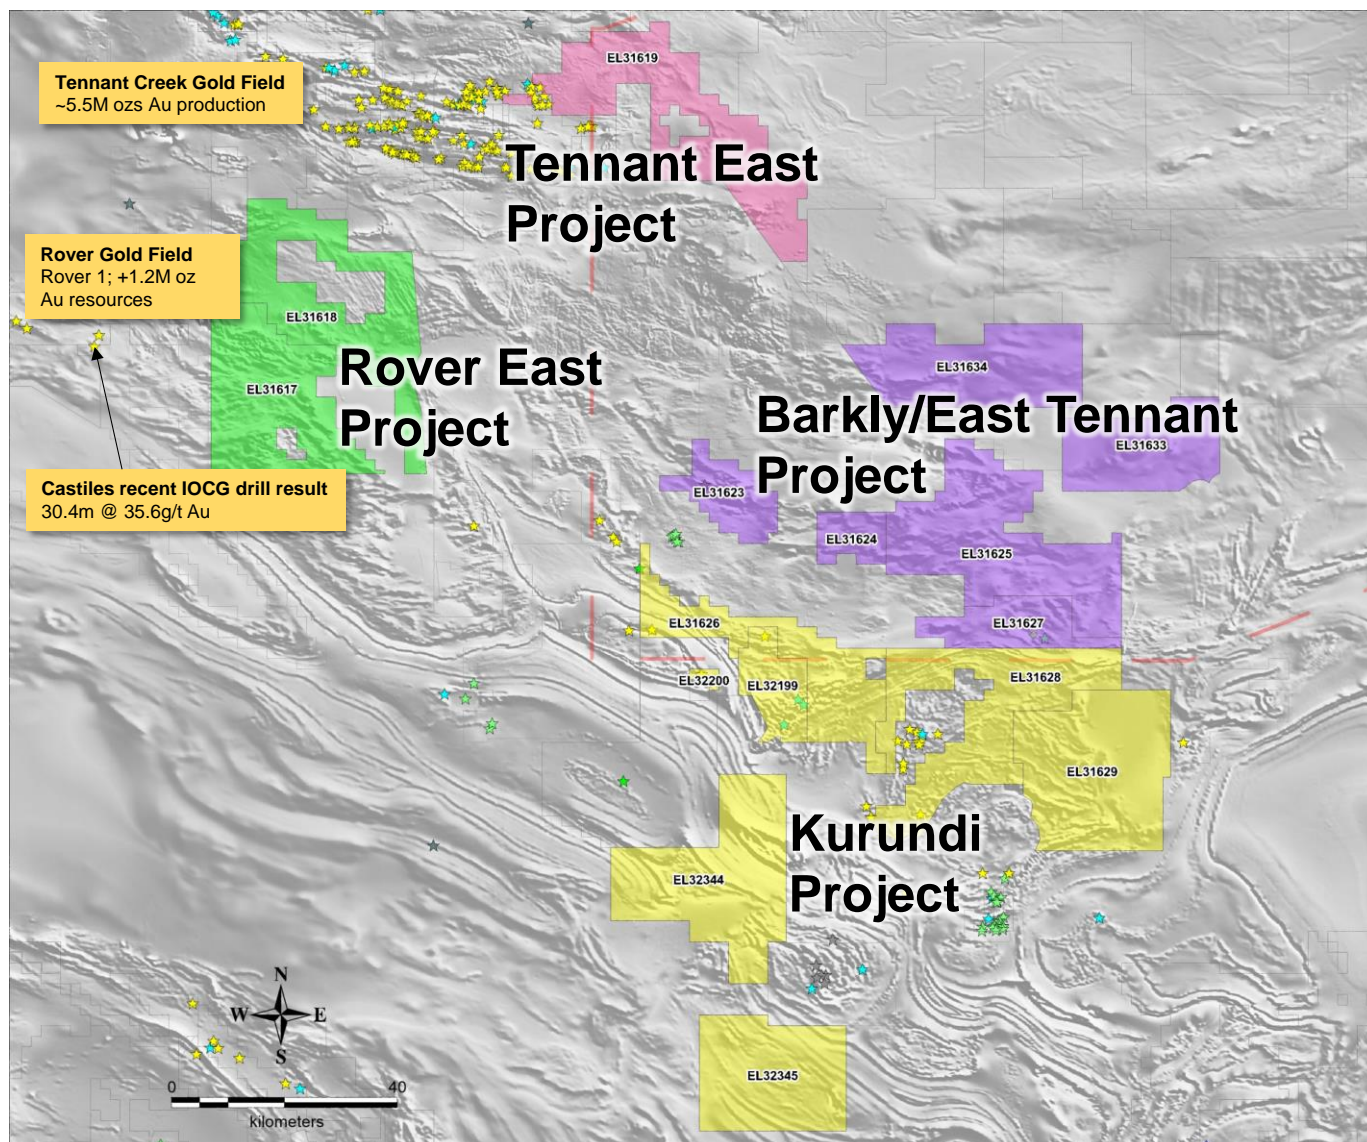 EL31619
Tennant Creek Gold Field
~5.5M ozs Au production
Tennant East
Project
Rover Gold Field
Rover 1; +1.2M oz
Au resources
EL31618
EL31617
Rover East
Project
EL31634
Barkly/East Tennant
Project
EL31633
EL31623
EL31624
EL31625
Castiles recent IOCG drill result
30.4m @ 35.6g/t Au
EL31626
EL31627
EL32200
EL32199
EL31628
EL31629
Kurundi
Project
EL32344
N
W
E
S
EL32345
0
40
kilometers